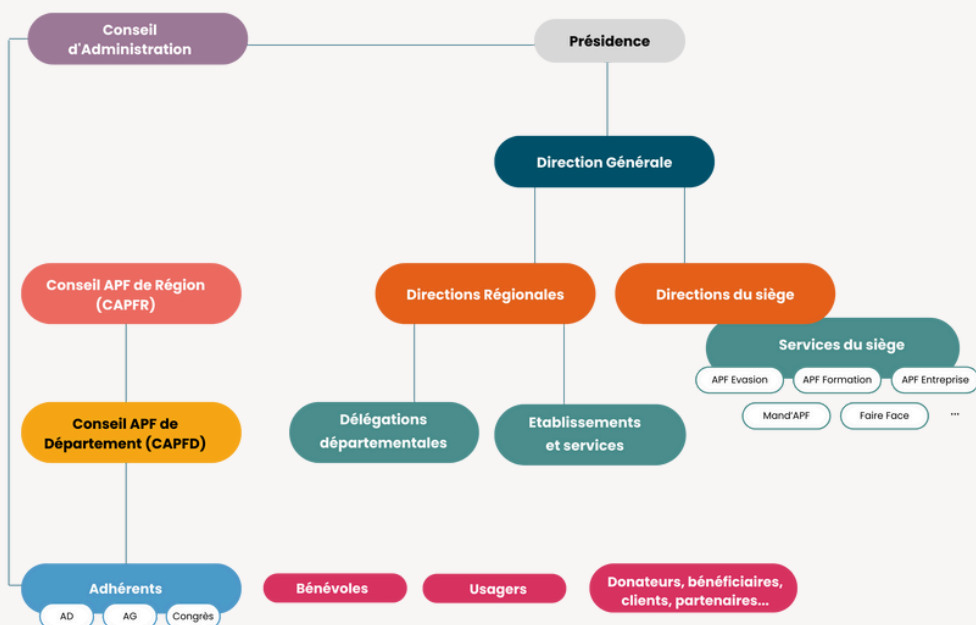 Conseil
d'Administration
Présidence
Direction Générale
Conseil APF de Région
(CAPFR)
Directions Régionales
Directions du siège
Services du siège
APF Evasion
APF Formation
APF Entreprise
Mand'APF
Faire Face
...
Conseil APF de
Département (CAPFD)
Délégations
départementales
Etablissements
et services
Adhérents
AD
AG
Congrès
Bénévoles
Usagers
Donateurs, bénéficiaires,
clients, partenaires...